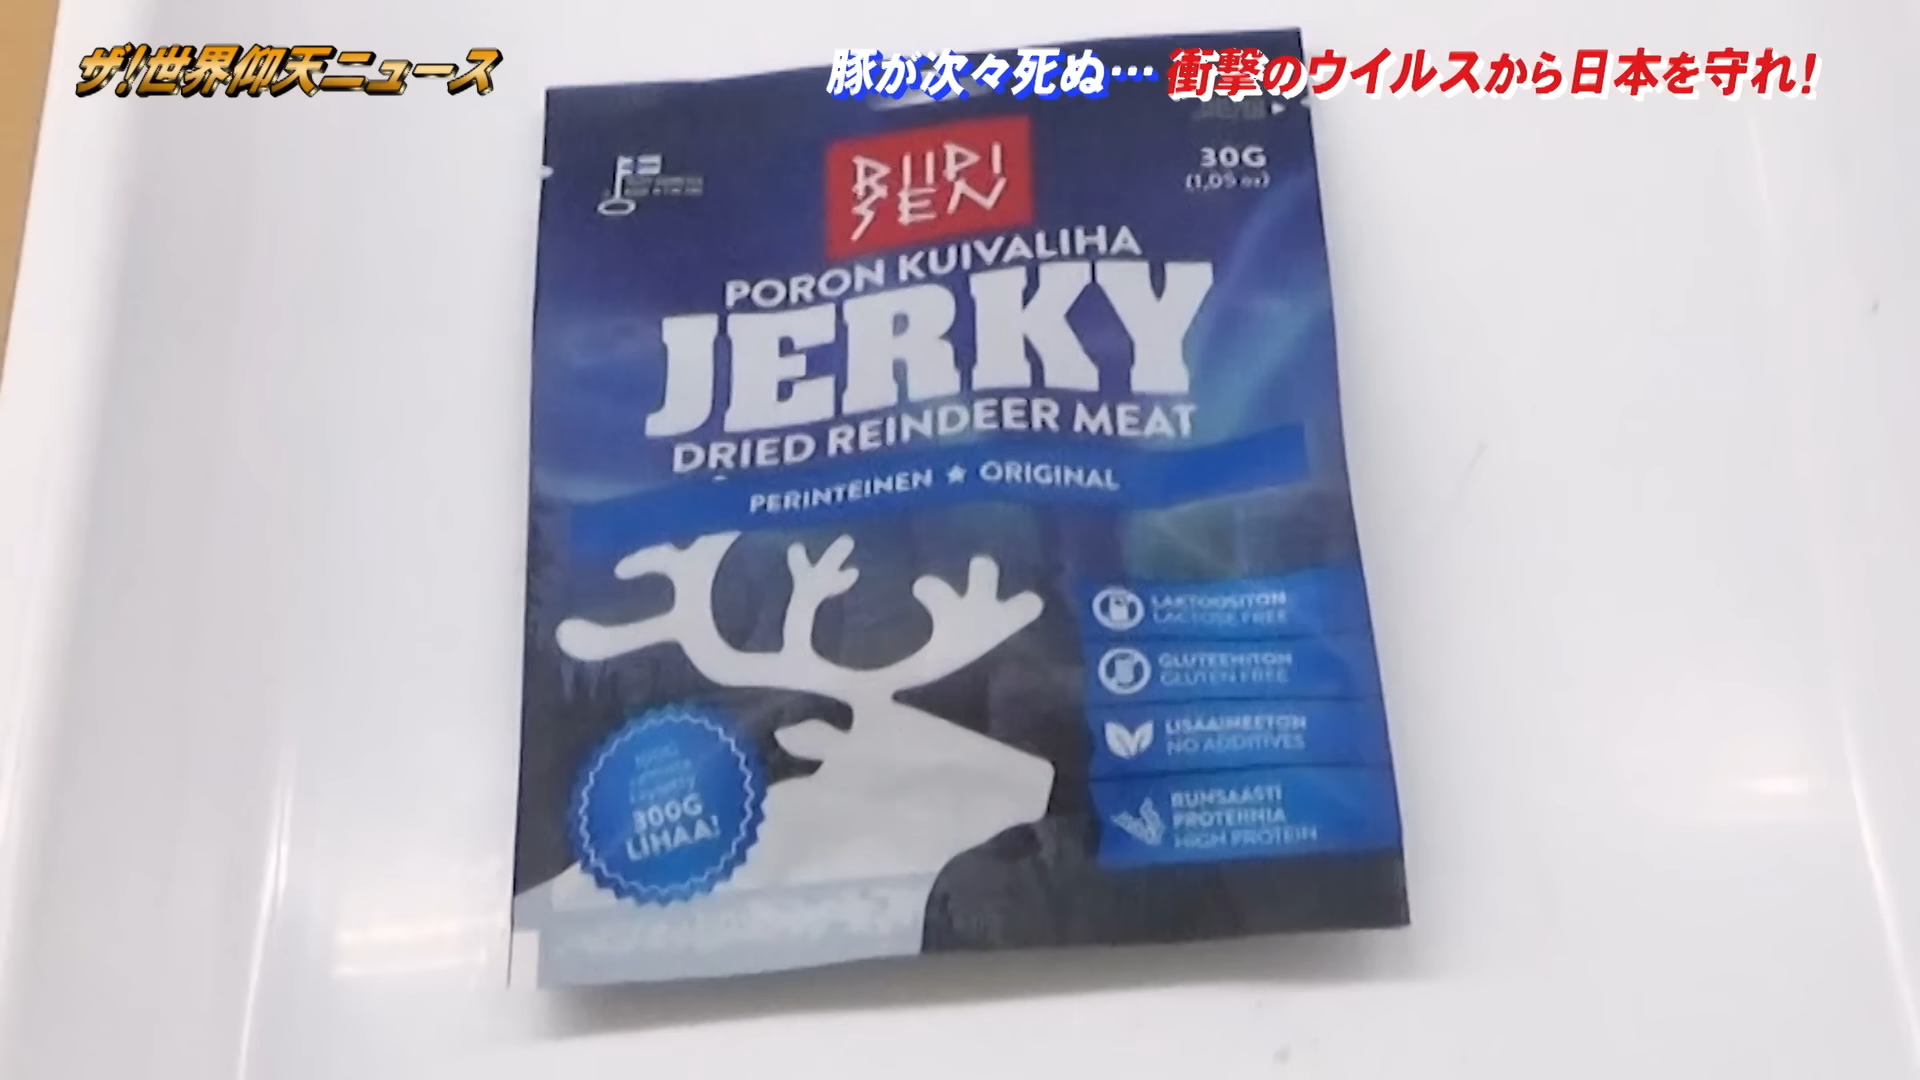 ザ!世界仰天ニュース
豚が次々死ぬ…衝撃のウイルスから日本を守れ!
RIIPI
SEN
30G
(1,05 oz)
PORON KUIVALIHA
JERKY
DRIED REINDEER MEAT
PERINTEINEN ★ ORIGINAL
LAKTOOSITON
LACTOSE FREE
GLUTEENITON
GLUTEN FREE
LISÄAINEETON
NO ADDITIVES
RUNSAASTI
PROTEIINIA
HIGH PROTEIN
300G
LIHAA!